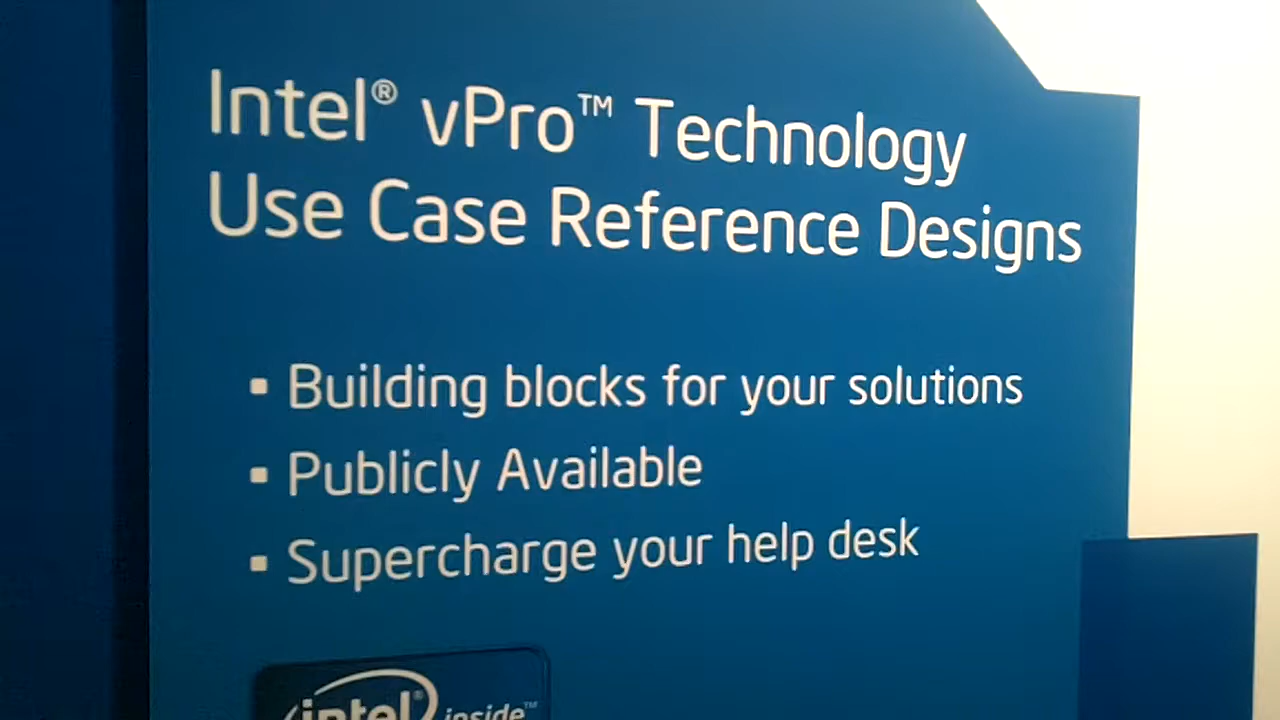 Intel® vPro™ Technology
Use Case Reference Designs
▪ Building blocks for your solutions
▪ Publicly Available
▪ Supercharge your help desk
intel® inside™